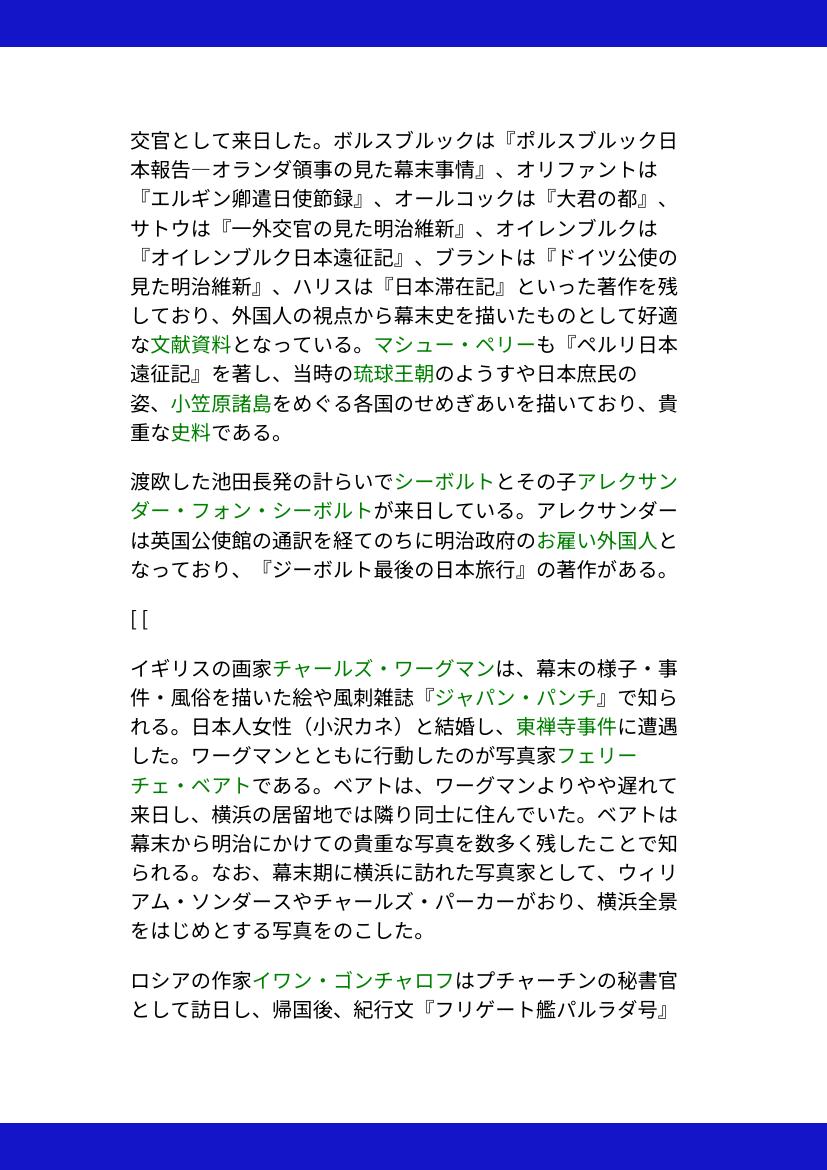 交官として来日した。ボルスブルックは『ポルスブルック日
本報告―オランダ領事の見た幕末事情』、オリファントは
『エルギン卿遣日使節録』、オールコックは『大君の都』、
サトウは『一外交官の見た明治維新』、オイレンブルクは
『オイレンブルク日本遠征記』、ブラントは『ドイツ公使の
見た明治維新』、ハリスは『日本滞在記』といった著作を残
しており、外国人の視点から幕末史を描いたものとして好適
な文献資料となっている。マシュー・ペリーも『ペルリ日本
遠征記』を著し、当時の琉球王朝のようすや日本庶民の
姿、小笠原諸島をめぐる各国のせめぎあいを描いており、貴
重な史料である。
渡欧した池田長発の計らいでシーボルトとその子アレクサン
ダー・フォン・シーボルトが来日している。アレクサンダー
は英国公使館の通訳を経てのちに明治政府のお雇い外国人と
なっており、『ジーボルト最後の日本旅行』の著作がある。
[ [
イギリスの画家チャールズ・ワーグマンは、幕末の様子・事
件・風俗を描いた絵や風刺雑誌『ジャパン・パンチ』で知ら
れる。日本人女性（小沢カネ）と結婚し、東禅寺事件に遭遇
した。ワーグマンとともに行動したのが写真家フェリー
チェ・ベアトである。ベアトは、ワーグマンよりやや遅れて
来日し、横浜の居留地では隣り同士に住んでいた。ベアトは
幕末から明治にかけての貴重な写真を数多く残したことで知
られる。なお、幕末期に横浜に訪れた写真家として、ウィリ
アム・ソンダースやチャールズ・パーカーがおり、横浜全景
をはじめとする写真をのこした。
ロシアの作家イワン・ゴンチャロフはプチャーチンの秘書官
として訪日し、帰国後、紀行文『フリゲート艦パルラダ号』